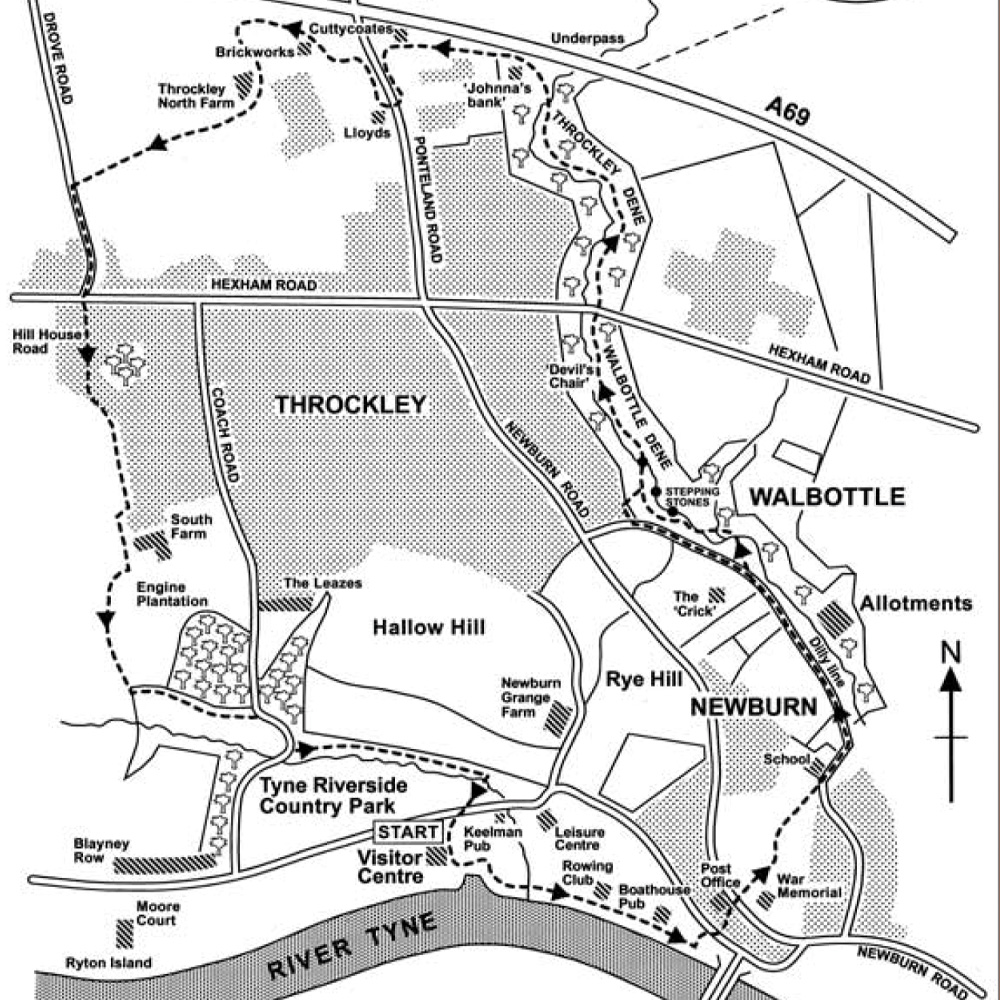 DROVE ROAD
Cuttycoates
Brickworks
Underpass
Throckley
North Farm
'Johnna's
bank'
A69
Lloyds
THROCKLEY DENE
PONTELAND ROAD
HEXHAM ROAD
Hill House
Road
HEXHAM ROAD
'Devil's
Chair'
WALBOTTLE DENE
COACH ROAD
THROCKLEY
NEWBURN ROAD
STEPPING
STONES
WALBOTTLE
South
Farm
Engine
Plantation
The Leazes
The
'Crick'
Allotments
Hallow Hill
Dilly line
N
Rye Hill
Newburn
Grange
Farm
NEWBURN
School
Tyne Riverside
Country Park
START
Keelman
Pub
Leisure
Centre
Blayney
Row
Visitor
Centre
Rowing
Club
Post
Office
War
Memorial
Boathouse
Pub
Moore
Court
RIVER TYNE
Ryton Island
NEWBURN ROAD